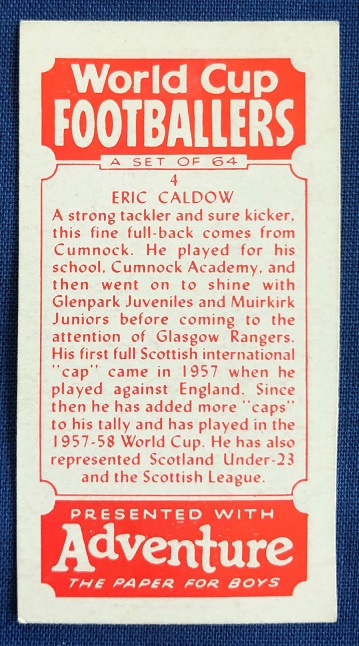 World Cup
FOOTBALLERS
A SET OF 64
4
ERIC CALDOW
A strong tackler and sure kicker,
this fine full-back comes from
Cumnock. He played for his
school, Cumnock Academy, and
then went on to shine with
Glenpark Juveniles and Muirkirk
Juniors before coming to the
attention of Glasgow Rangers.
His first full Scottish international
"cap" came in 1957 when he
played against England. Since
then he has added more "caps"
to his tally and has played in the
1957-58 World Cup. He has also
represented Scotland Under-23
and the Scottish League.
PRESENTED WITH
Adventure
THE PAPER FOR BOYS